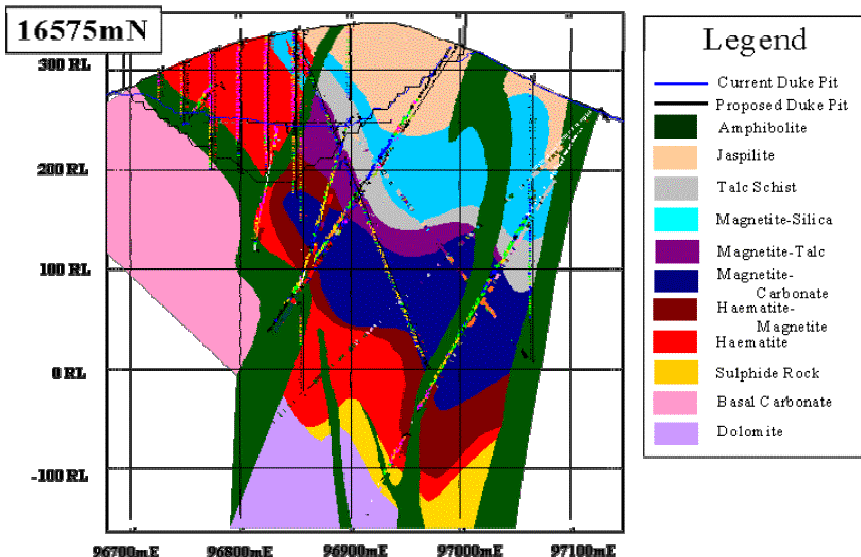 16575mN
300 RL
200 RL
100 RL
0 RL
-100 RL
96700mE
96800mE
96900mE
97000mE
97100mE
Legend
Current Duke Pit
Proposed Duke Pit
Amphibolite
Jaspilite
Talc Schist
Magnetite-Silica
Magnetite-Talc
Magnetite-
Carbonate
Haematite-
Magnetite
Haematite
Sulphide Rock
Basal Carbonate
Dolomite